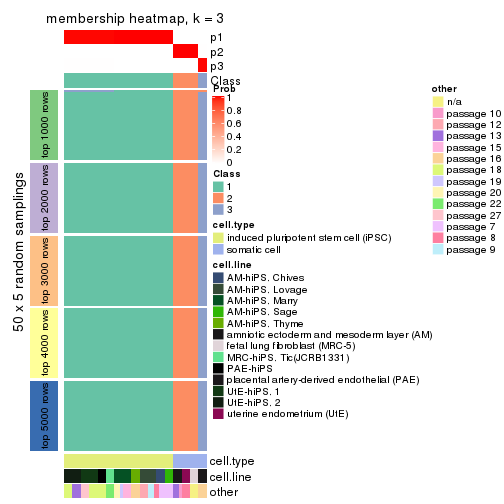 membership heatmap, k = 3
p1
p2
p3
Class
50 x 5 random samplings
top 1000 rows
top 2000 rows
top 3000 rows
top 4000 rows
top 5000 rows
cell.type
cell.line
other
Prob
1
0.8
0.6
0.4
0.2
0
Class
1
2
3
cell.type
induced pluripotent stem cell (iPSC)
somatic cell
cell.line
AM-hiPS. Chives
AM-hiPS. Lovage
AM-hiPS. Marry
AM-hiPS. Sage
AM-hiPS. Thyme
amniotic ectoderm and mesoderm layer (AM)
fetal lung fibroblast (MRC-5)
MRC-hiPS. Tic(JCRB1331)
PAE-hiPS
placental artery-derived endothelial (PAE)
UtE-hiPS. 1
UtE-hiPS. 2
uterine endometrium (UtE)
other
n/a
passage 10
passage 12
passage 13
passage 15
passage 16
passage 18
passage 19
passage 20
passage 22
passage 27
passage 7
passage 8
passage 9